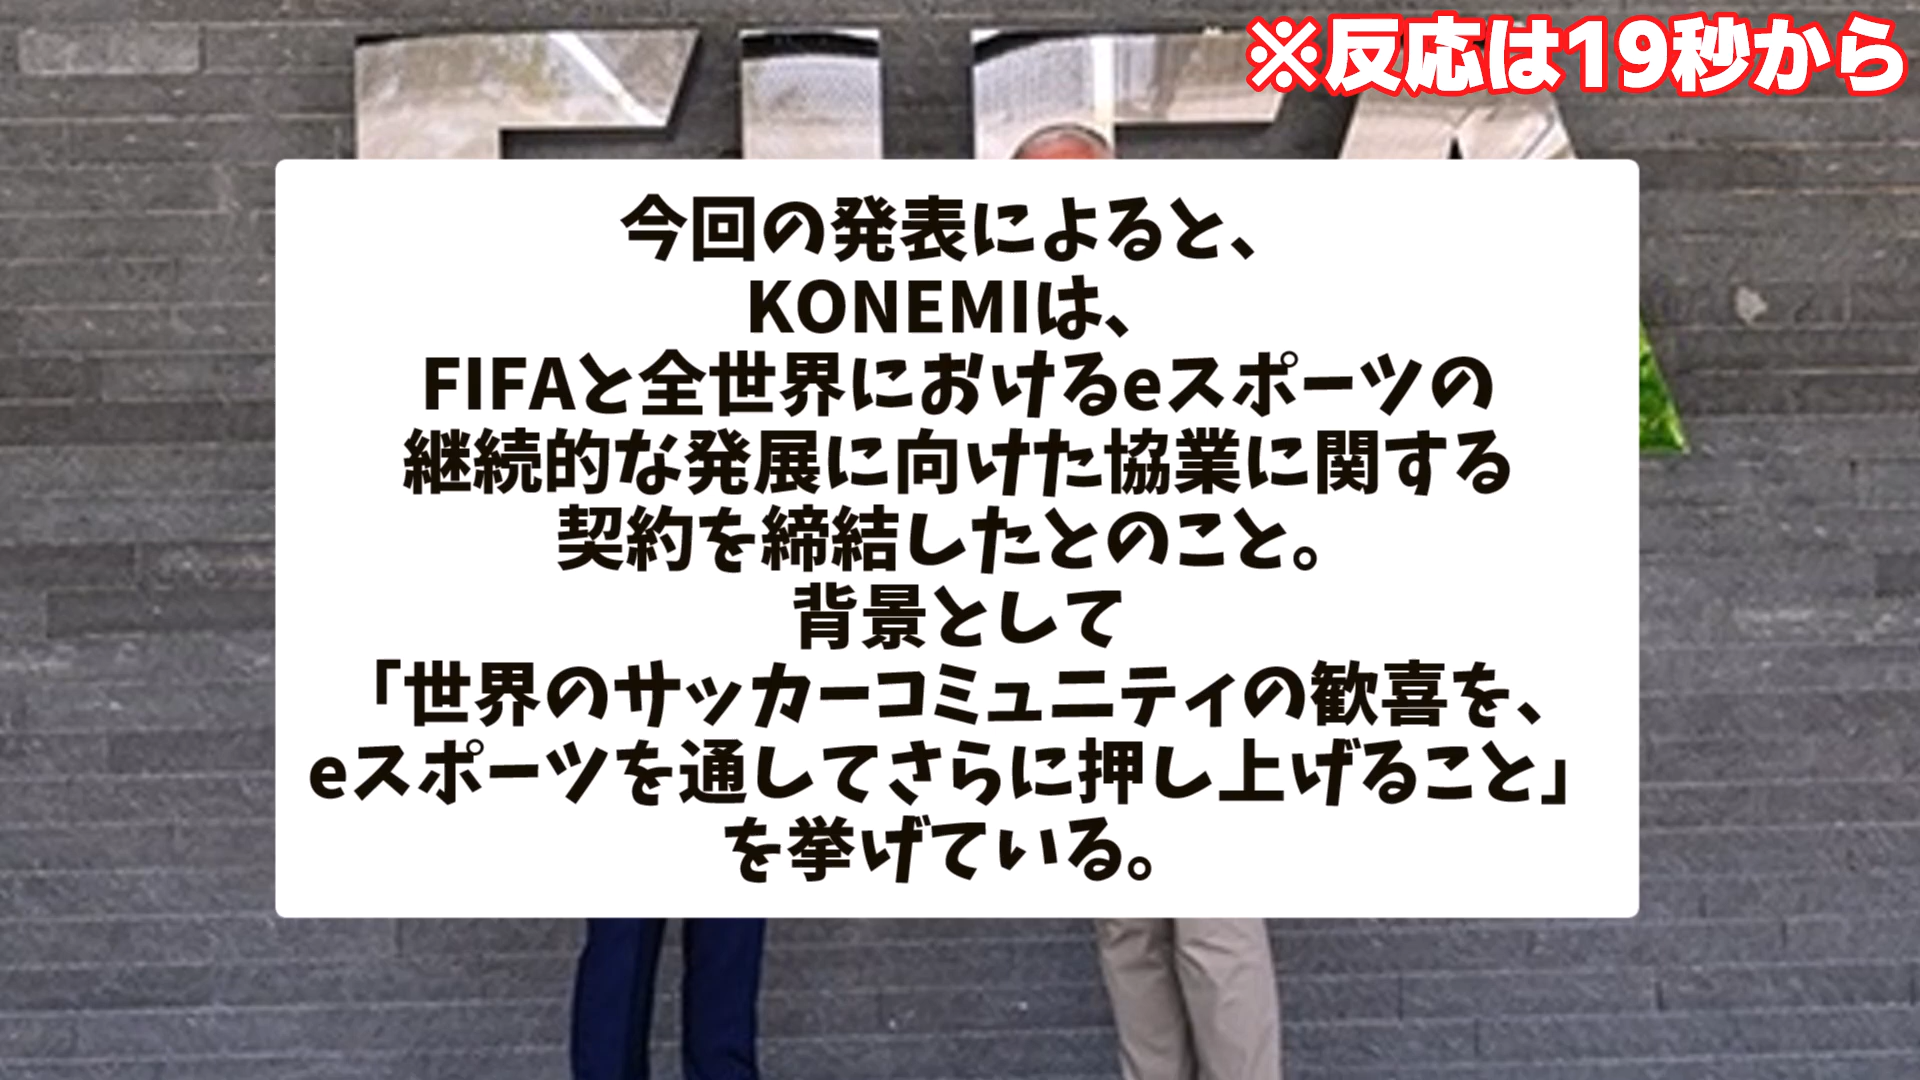 ※反応は19秒から
FIFA
今回の発表によると、
KONEMIは、
FIFAと全世界におけるeスポーツの
継続的な発展に向けた協業に関する
契約を締結したとのこと。
背景として
「世界のサッカーコミュニティの歓喜を、
eスポーツを通してさらに押し上げること」
を挙げている。